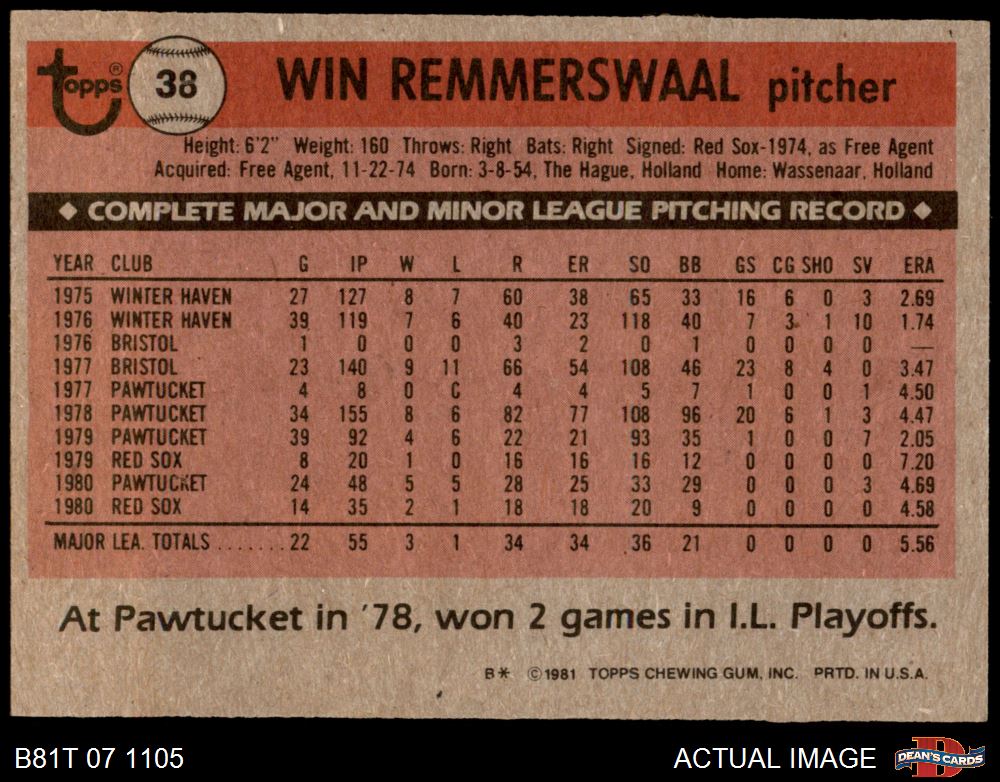 topps® 38 WIN REMMERSWAAL pitcher
Height: 6'2" Weight: 160 Throws: Right Bats: Right Signed: Red Sox-1974, as Free Agent
Acquired: Free Agent, 11-22-74 Born: 3-8-54, The Hague, Holland Home: Wassenaar, Holland
◆ COMPLETE MAJOR AND MINOR LEAGUE PITCHING RECORD ◆
YEAR CLUB G IP W L R ER SO BB GS CG SHO SV ERA
1975 WINTER HAVEN 27 127 8 7 60 38 65 33 16 6 0 3 2.69
1976 WINTER HAVEN 39 119 7 6 40 23 118 40 7 3 1 10 1.74
1976 BRISTOL 1 0 0 0 3 2 0 1 0 0 0 0 —
1977 BRISTOL 23 140 9 11 66 54 108 46 23 8 4 0 3.47
1977 PAWTUCKET 4 8 0 C 4 4 5 7 1 0 0 1 4.50
1978 PAWTUCKET 34 155 8 6 82 77 108 96 20 6 1 3 4.47
1979 PAWTUCKET 39 92 4 6 22 21 93 35 1 0 0 7 2.05
1979 RED SOX 8 20 1 0 16 16 16 12 0 0 0 0 7.20
1980 PAWTUCKET 24 48 5 5 28 25 33 29 0 0 0 3 4.69
1980 RED SOX 14 35 2 1 18 18 20 9 0 0 0 0 4.58
MAJOR LEA. TOTALS ....... 22 55 3 1 34 34 36 21 0 0 0 0 5.56
At Pawtucket in '78, won 2 games in I.L. Playoffs.
B* ©1981 TOPPS CHEWING GUM, INC. PRTD. IN U.S.A.
B81T 07 1105 ACTUAL IMAGE DEAN'S CARDS